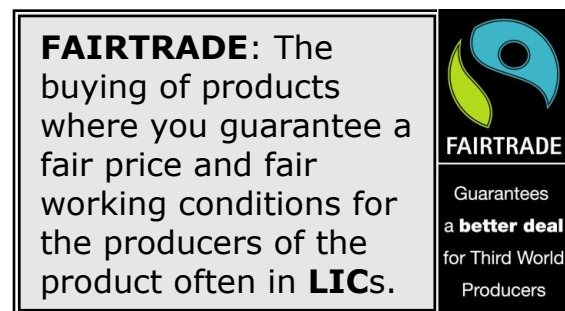 FAIRTRADE: The
buying of products
where you guarantee a
fair price and fair
working conditions for
the producers of the
product often in LICs.
FAIRTRADE
Guarantees
a better deal
for Third World
Producers